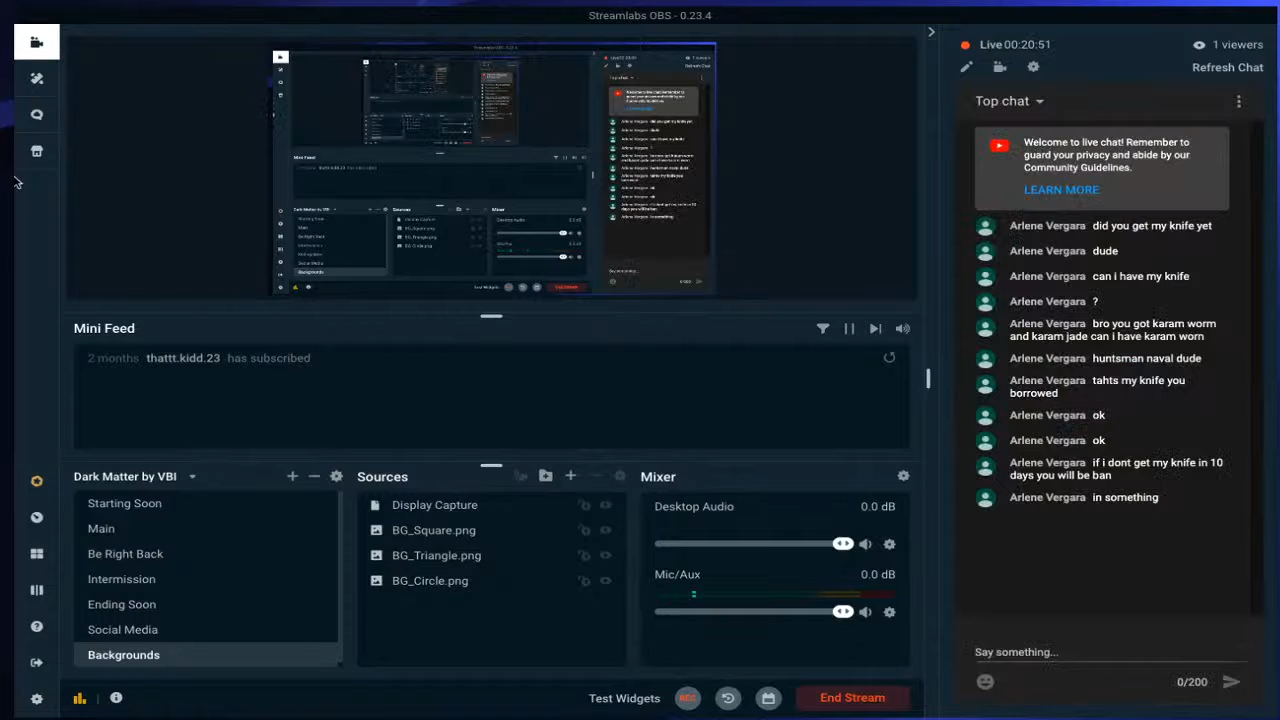 Streamlabs OBS - 0.23.4
Live 00:20:51
1 viewers
Refresh Chat
Top chat
Welcome to live chat! Remember to
guard your privacy and abide by our
Community Guidelines.
LEARN MORE
Arlene Vergara did you get my knife yet
Arlene Vergara dude
Arlene Vergara can i have my knife
Arlene Vergara ?
Arlene Vergara bro you got karam worm
and karam jade can i have karam worn
Arlene Vergara huntsman naval dude
Arlene Vergara tahts my knife you
borrowed
Arlene Vergara ok
Arlene Vergara ok
Arlene Vergara if i dont get my knife in 10
days you will be ban
Arlene Vergara in something
Say something...
0/200
Mini Feed
2 months thattt.kidd.23 has subscribed
Dark Matter by VBI
Starting Soon
Main
Be Right Back
Intermission
Ending Soon
Social Media
Backgrounds
Sources
Display Capture
BG_Square.png
BG_Triangle.png
BG_Circle.png
Mixer
Desktop Audio 0.0 dB
Mic/Aux 0.0 dB
Test Widgets
REC
End Stream